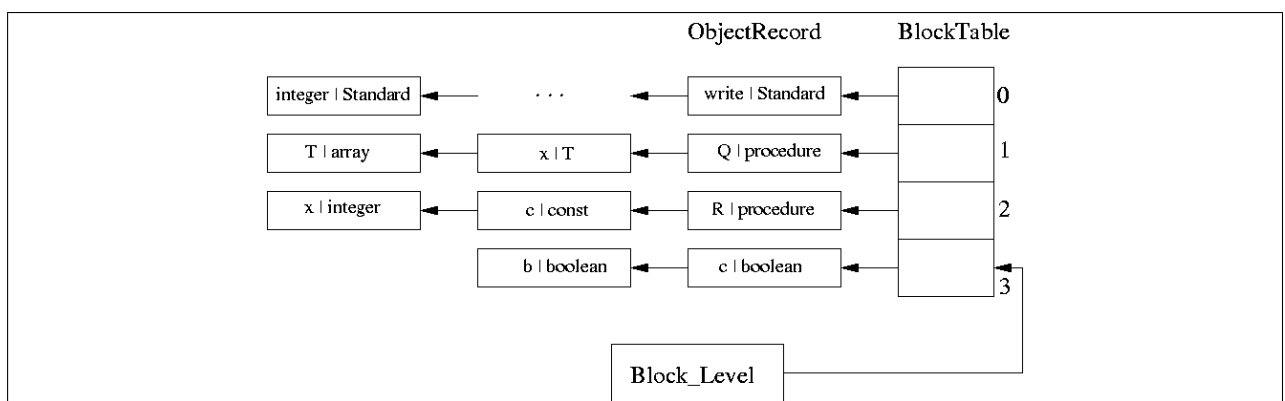 ObjectRecord BlockTable
integer | Standard ... write | Standard 0
T | array x | T Q | procedure 1
x | integer c | const R | procedure 2
b | boolean c | boolean
3
Block_Level